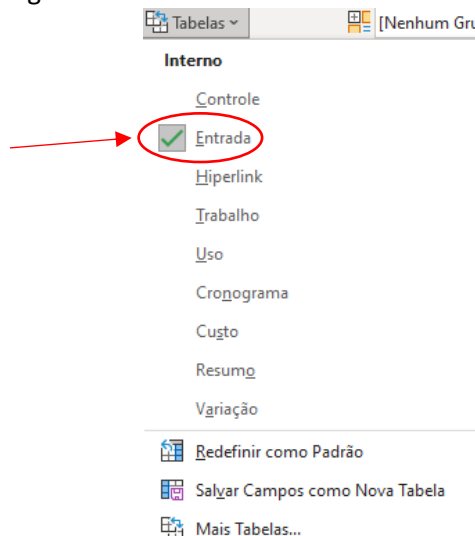 Tabelas
[Nenhum Gru
Interno
Controle
Entrada
Hiperlink
Trabalho
Uso
Cronograma
Custo
Resumo
Variação
Redefinir como Padrão
Salvar Campos como Nova Tabela
Mais Tabelas...